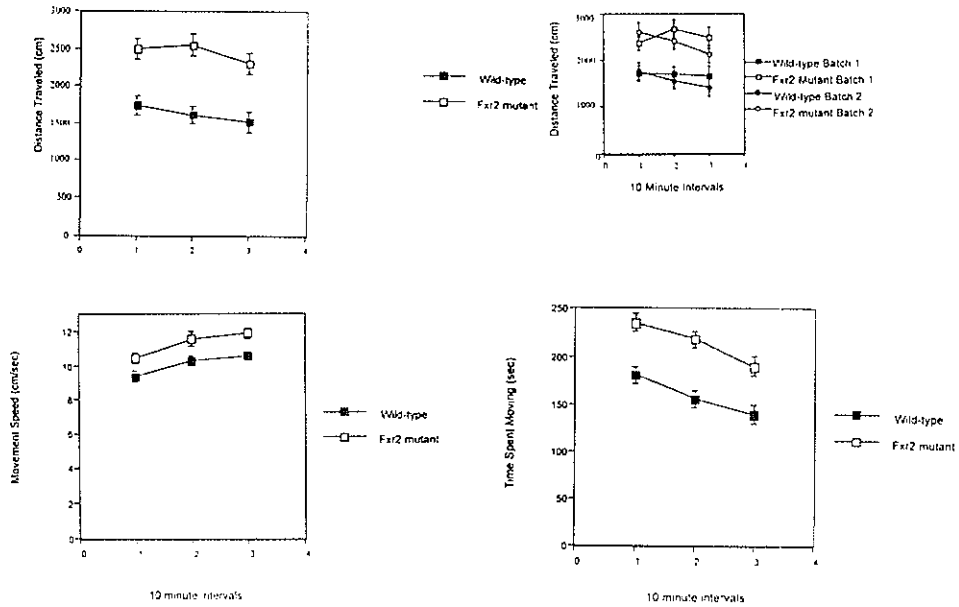 Distance Traveled (cm)
3000
2500
2000
1500
1000
500
0
0 1 2 3 4
Wild-type
Fxr2 mutant
Distance Traveled (cm)
3000
1000
0
0 1 2 3 4
10 Minute Intervals
Wild-type Batch 1
Fxr2 Mutant Batch 1
Wild-type Batch 2
Fxr2 mutant Batch 2
Movement Speed (cm/sec)
12
10
8
6
4
2
0
0 1 2 3 4
10 minute intervals
Wild-type
Fxr2 mutant
Time Spent Moving (sec)
250
200
150
100
50
0
0 1 2 3 4
10 minute intervals
Wild-type
Fxr2 mutant